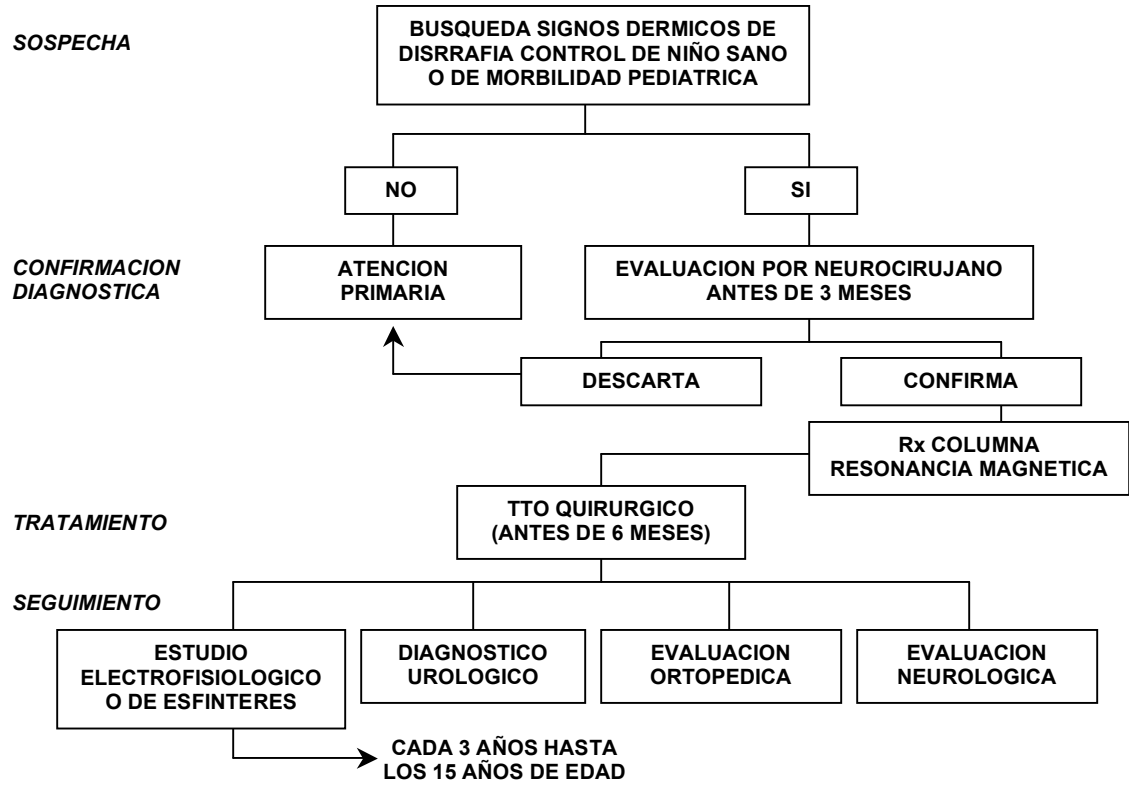 SOSPECHA
BUSQUEDA SIGNOS DERMICOS DE
DISRRAFIA CONTROL DE NIÑO SANO
O DE MORBILIDAD PEDIATRICA
NO
SI
CONFIRMACION
DIAGNOSTICA
ATENCION
PRIMARIA
EVALUACION POR NEUROCIRUJANO
ANTES DE 3 MESES
DESCARTA
CONFIRMA
Rx COLUMNA
RESONANCIA MAGNETICA
TRATAMIENTO
TTO QUIRURGICO
(ANTES DE 6 MESES)
SEGUIMIENTO
ESTUDIO
ELECTROFISIOLOGICO
O DE ESFINTERES
DIAGNOSTICO
UROLOGICO
EVALUACION
ORTOPEDICA
EVALUACION
NEUROLOGICA
CADA 3 AÑOS HASTA
LOS 15 AÑOS DE EDAD